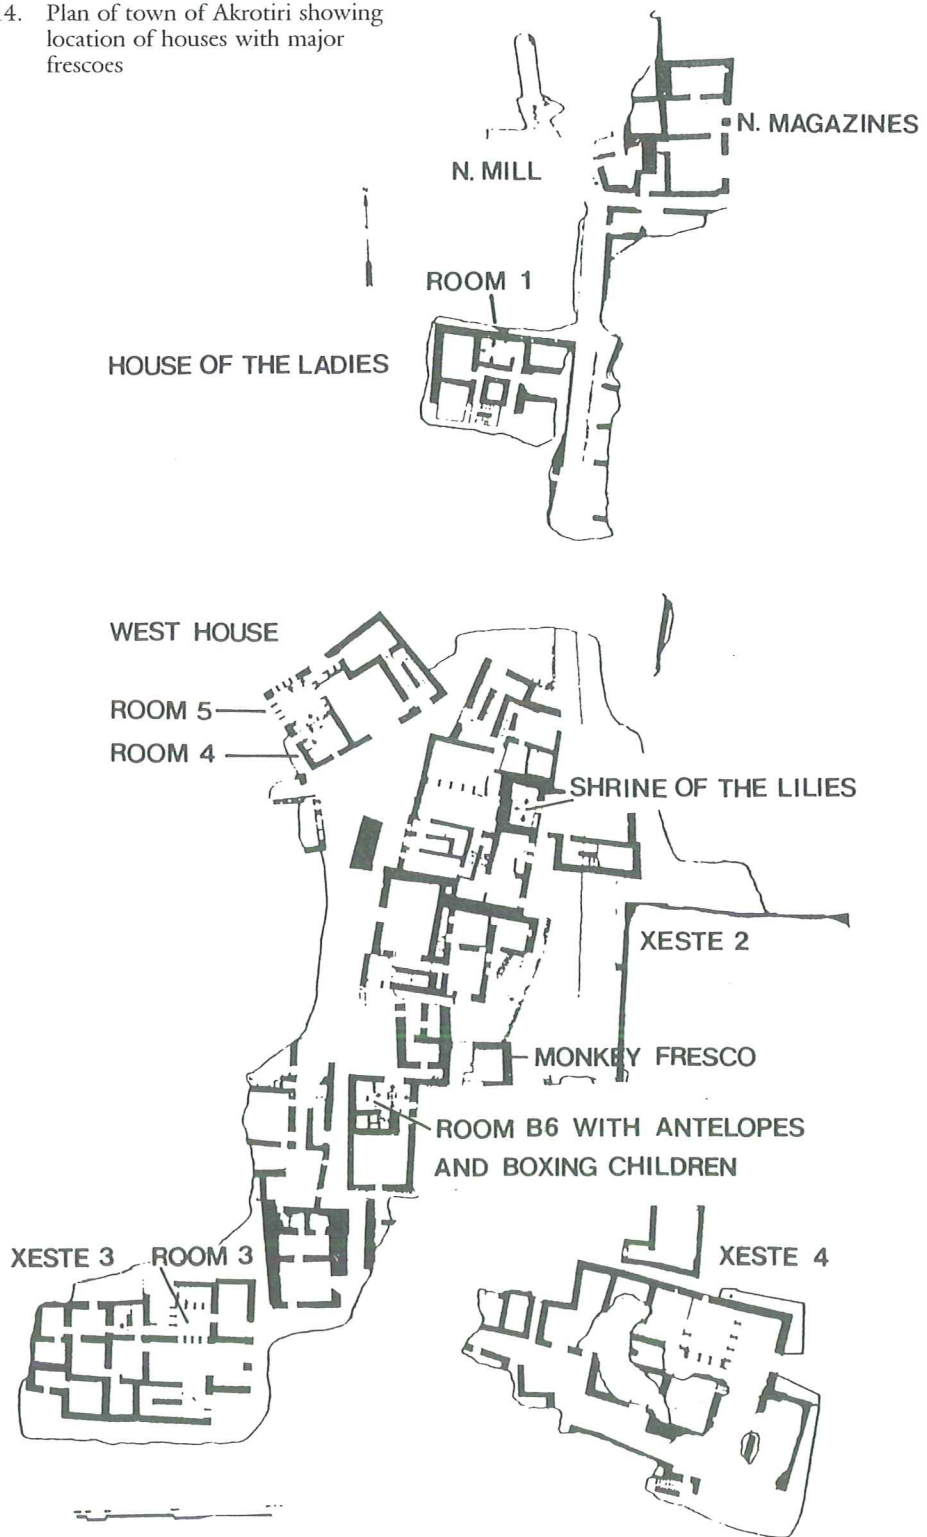 4. Plan of town of Akrotiri showing
location of houses with major
frescoes
N. MAGAZINES
N. MILL
ROOM 1
HOUSE OF THE LADIES
WEST HOUSE
ROOM 5
ROOM 4
SHRINE OF THE LILIES
XESTE 2
MONKEY FRESCO
ROOM B6 WITH ANTELOPES
AND BOXING CHILDREN
XESTE 3 ROOM 3
XESTE 4